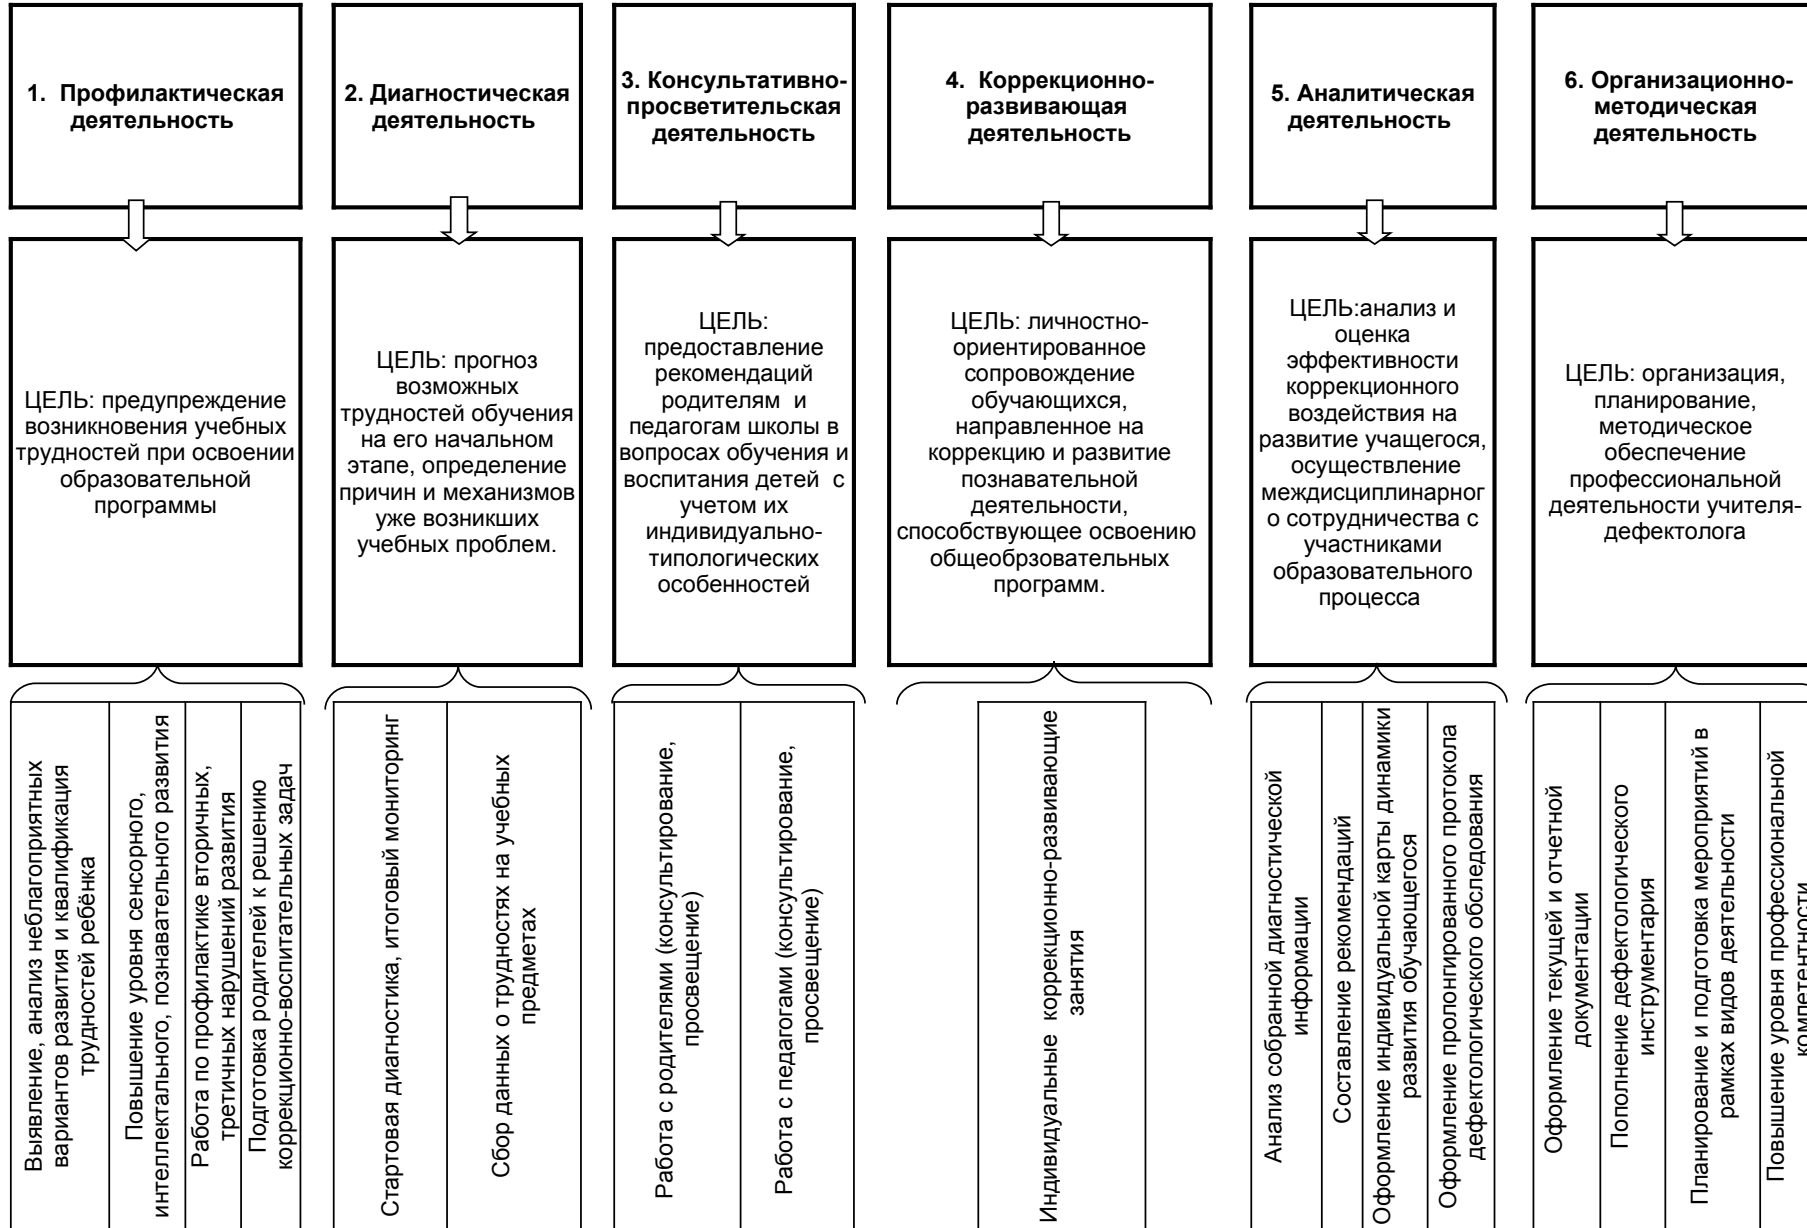 1. Профилактическая
деятельность
2. Диагностическая
деятельность
3. Консультативно-
просветительская
деятельность
4. Коррекционно-
развивающая
деятельность
5. Аналитическая
деятельность
6. Организационно-
методическая
деятельность
ЦЕЛЬ: предупреждение
возникновения учебных
трудностей при освоении
образовательной
программы
ЦЕЛЬ: прогноз
возможных
трудностей обучения
на его начальном
этапе, определение
причин и механизмов
уже возникших
учебных проблем.
ЦЕЛЬ:
предоставление
рекомендаций
родителям и
педагогам школы в
вопросах обучения и
воспитания детей с
учетом их
индивидуально-
типологических
особенностей
ЦЕЛЬ: личностно-
ориентированное
сопровождение
обучающихся,
направленное на
коррекцию и развитие
познавательной
деятельности,
способствующее освоению
общеобрзовательных
программ.
ЦЕЛЬ:анализ и
оценка
эффективности
коррекционного
воздействия на
развитие учащегося,
осуществление
междисциплинарног
о сотрудничества с
участниками
образовательного
процесса
ЦЕЛЬ: организация,
планирование,
методическое
обеспечение
профессиональной
деятельности учителя-
дефектолога
Выявление, анализ неблагоприятных
вариантов развития и квалификация
трудностей ребёнка
Повышение уровня сенсорного,
интеллектального, познавательного развития
Работа по профилактике вторичных,
третичных нарушений развития
Подготовка родителей к решению
коррекционно-воспитательных задач
Стартовая диагностика, итоговый мониторинг
Сбор данных о трудностях на учебных
предметах
Работа с родителями (консультирование,
просвещение)
Работа с педагогами (консультирование,
просвещение)
Индивидуальные коррекционно-развивающие
занятия
Анализ собранной диагностической
информации
Составление рекомендаций
Оформление индивидуальной карты динамики
развития обучающегося
Оформление пролонгированного протокола
дефектологического обследования
Оформление текущей и отчетной
документации
Пополнение дефектологического
инструментария
Планирование и подготовка мероприятий в
рамках видов деятельности
Повышение уровня профессиональной
компетентности